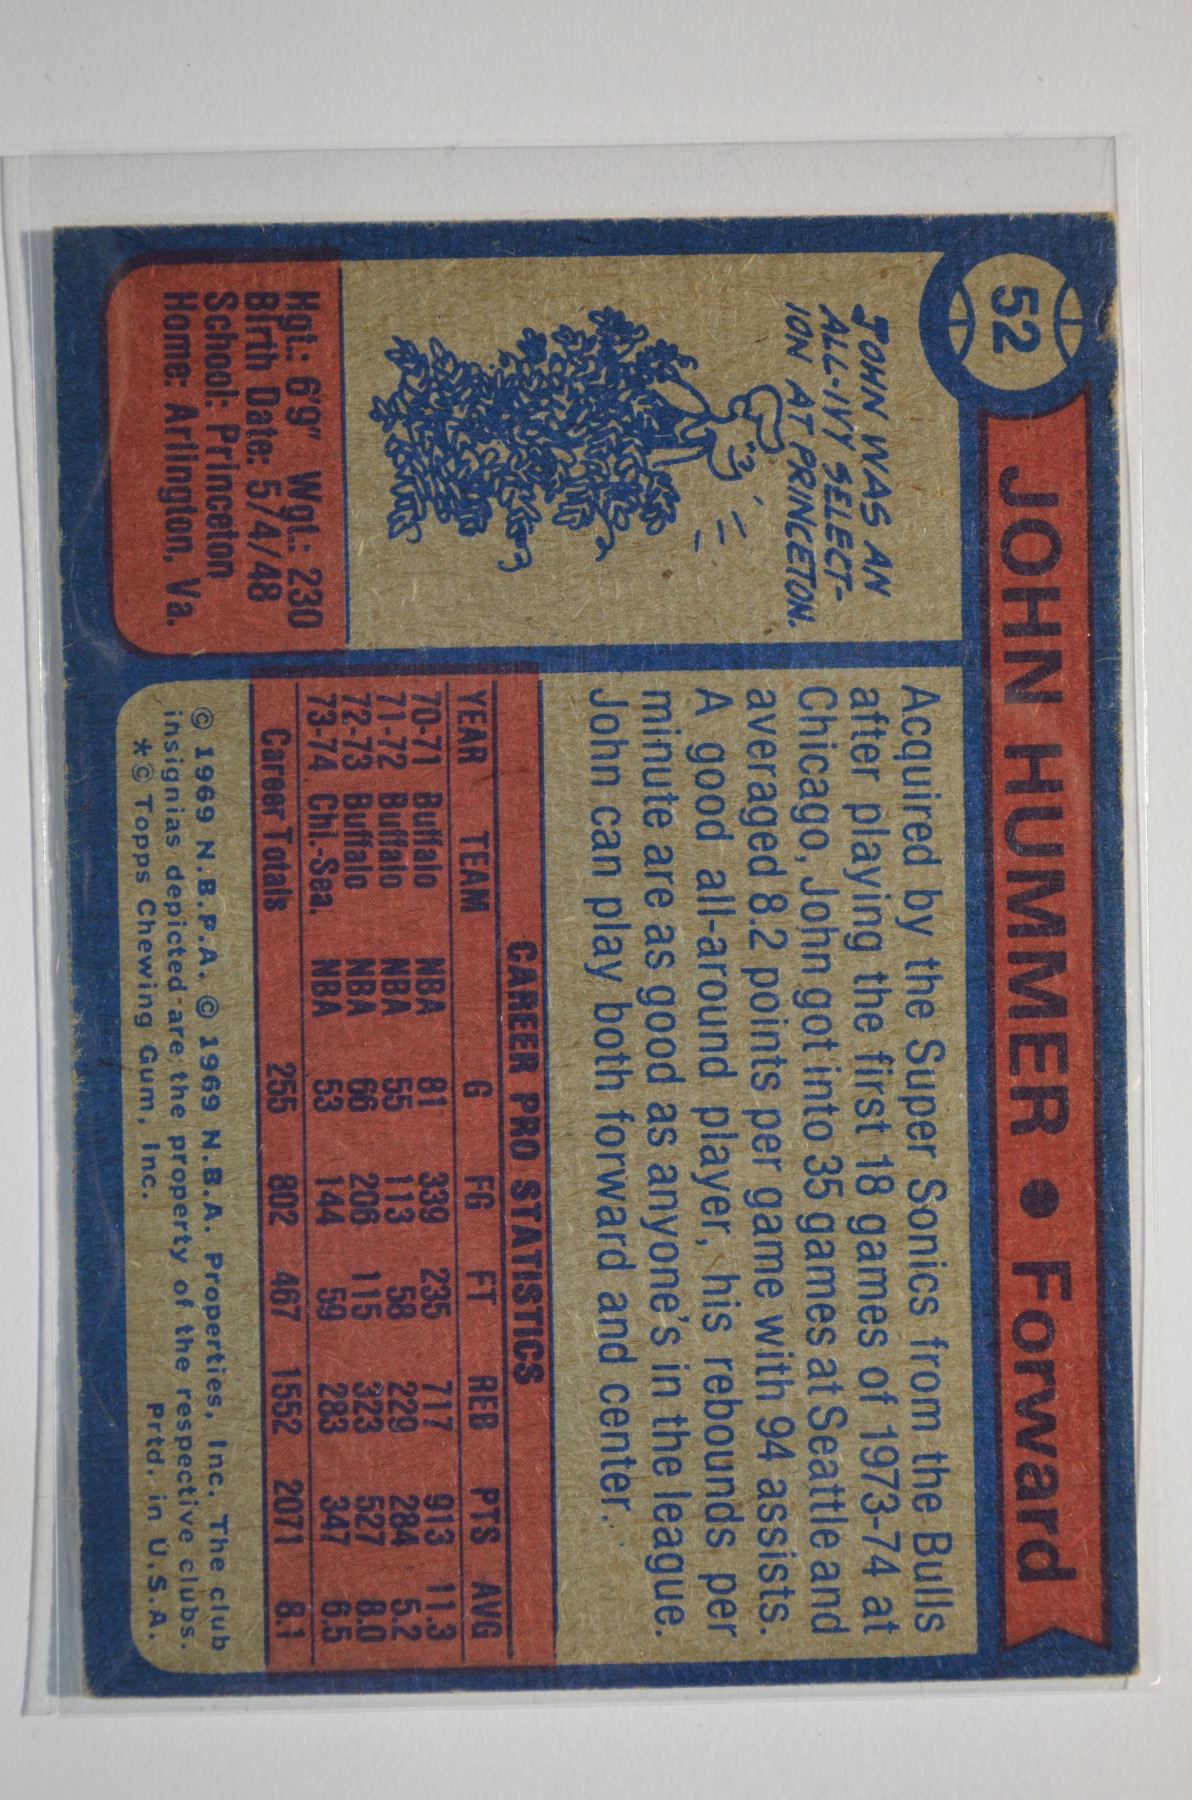 52
JOHN HUMMER • Forward
JOHN WAS AN
ALL-IVY SELECT-
ION AT PRINCETON.
Hgt.: 6'9" Wgt.: 230
Birth Date: 5/4/48
School: Princeton
Home: Arlington, Va.
Acquired by the Super Sonics from the Bulls
after playing the first 18 games of 1973-74 at
Chicago, John got into 35 games at Seattle and
averaged 8.2 points per game with 94 assists.
A good all-around player, his rebounds per
minute are as good as anyone's in the league.
John can play both forward and center.
CAREER PRO STATISTICS
YEAR TEAM G FG FT REB PTS AVG
70-71 Buffalo NBA 81 339 235 717 913 11.3
71-72 Buffalo NBA 55 113 58 229 284 5.2
72-73 Buffalo NBA 66 206 115 323 527 8.0
73-74 Chi.-Sea. NBA 53 144 59 283 347 6.5
Career Totals 255 802 467 1552 2071 8.1
© 1969 N.B.P.A. © 1969 N.B.A. Properties, Inc. The club
insignias depicted are the property of the respective clubs.
*© Topps Chewing Gum, Inc. Prtd. in U.S.A.